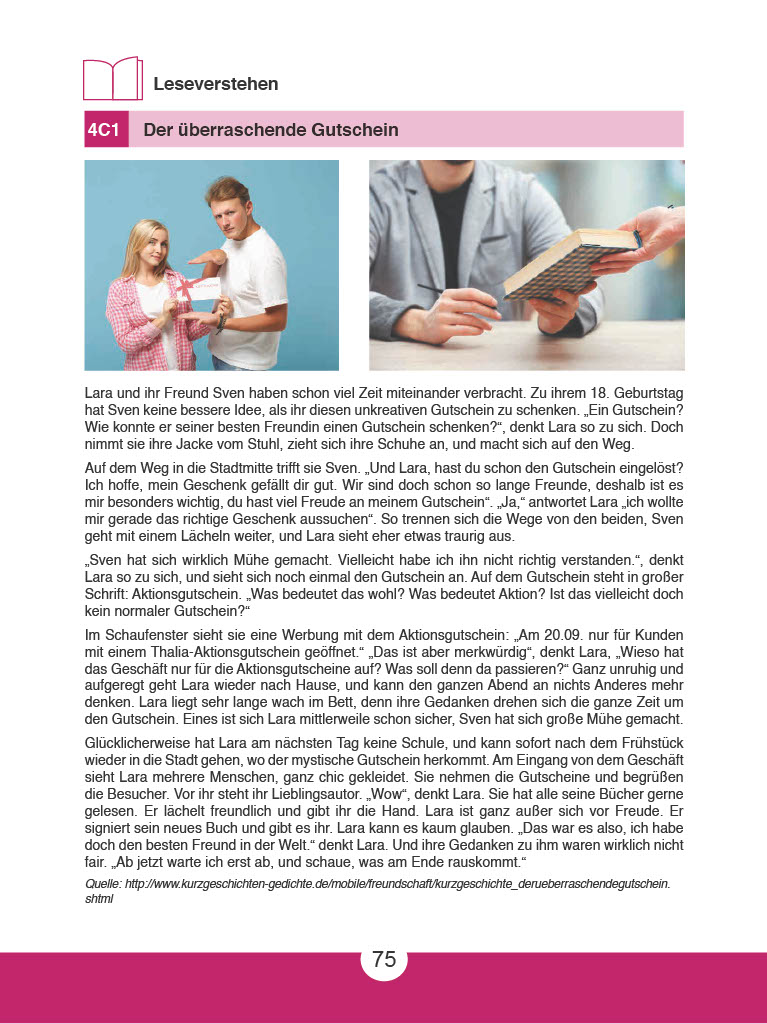 Leseverstehen
4C1 Der überraschende Gutschein
Lara und ihr Freund Sven haben schon viel Zeit miteinander verbracht. Zu ihrem 18. Geburtstag
hat Sven keine bessere Idee, als ihr diesen unkreativen Gutschein zu schenken. „Ein Gutschein?
Wie konnte er seiner besten Freundin einen Gutschein schenken?“, denkt Lara so zu sich. Doch
nimmt sie ihre Jacke vom Stuhl, zieht sich ihre Schuhe an, und macht sich auf den Weg.
Auf dem Weg in die Stadtmitte trifft sie Sven. „Und Lara, hast du schon den Gutschein eingelöst?
Ich hoffe, mein Geschenk gefällt dir gut. Wir sind doch schon so lange Freunde, deshalb ist es
mir besonders wichtig, du hast viel Freude an meinem Gutschein“. „Ja,“ antwortet Lara „ich wollte
mir gerade das richtige Geschenk aussuchen“. So trennen sich die Wege von den beiden, Sven
geht mit einem Lächeln weiter, und Lara sieht eher etwas traurig aus.
„Sven hat sich wirklich Mühe gemacht. Vielleicht habe ich ihn nicht richtig verstanden.“, denkt
Lara so zu sich, und sieht sich noch einmal den Gutschein an. Auf dem Gutschein steht in großer
Schrift: Aktionsgutschein. „Was bedeutet das wohl? Was bedeutet Aktion? Ist das vielleicht doch
kein normaler Gutschein?“
Im Schaufenster sieht sie eine Werbung mit dem Aktionsgutschein: „Am 20.09. nur für Kunden
mit einem Thalia-Aktionsgutschein geöffnet.“ „Das ist aber merkwürdig“, denkt Lara, „Wieso hat
das Geschäft nur für die Aktionsgutscheine auf? Was soll denn da passieren?“ Ganz unruhig und
aufgeregt geht Lara wieder nach Hause, und kann den ganzen Abend an nichts Anderes mehr
denken. Lara liegt sehr lange wach im Bett, denn ihre Gedanken drehen sich die ganze Zeit um
den Gutschein. Eines ist sich Lara mittlerweile schon sicher, Sven hat sich große Mühe gemacht.
Glücklicherweise hat Lara am nächsten Tag keine Schule, und kann sofort nach dem Frühstück
wieder in die Stadt gehen, wo der mystische Gutschein herkommt. Am Eingang von dem Geschäft
sieht Lara mehrere Menschen, ganz chic gekleidet. Sie nehmen die Gutscheine und begrüßen
die Besucher. Vor ihr steht ihr Lieblingsautor. „Wow“, denkt Lara. Sie hat alle seine Bücher gerne
gelesen. Er lächelt freundlich und gibt ihr die Hand. Lara ist ganz außer sich vor Freude. Er
signiert sein neues Buch und gibt es ihr. Lara kann es kaum glauben. „Das war es also, ich habe
doch den besten Freund in der Welt.“ denkt Lara. Und ihre Gedanken zu ihm waren wirklich nicht
fair. „Ab jetzt warte ich erst ab, und schaue, was am Ende rauskommt.“
Quelle: http://www.kurzgeschichten-gedichte.de/mobile/freundschaft/kurzgeschichte_derueberraschendegutschein.
shtml
75